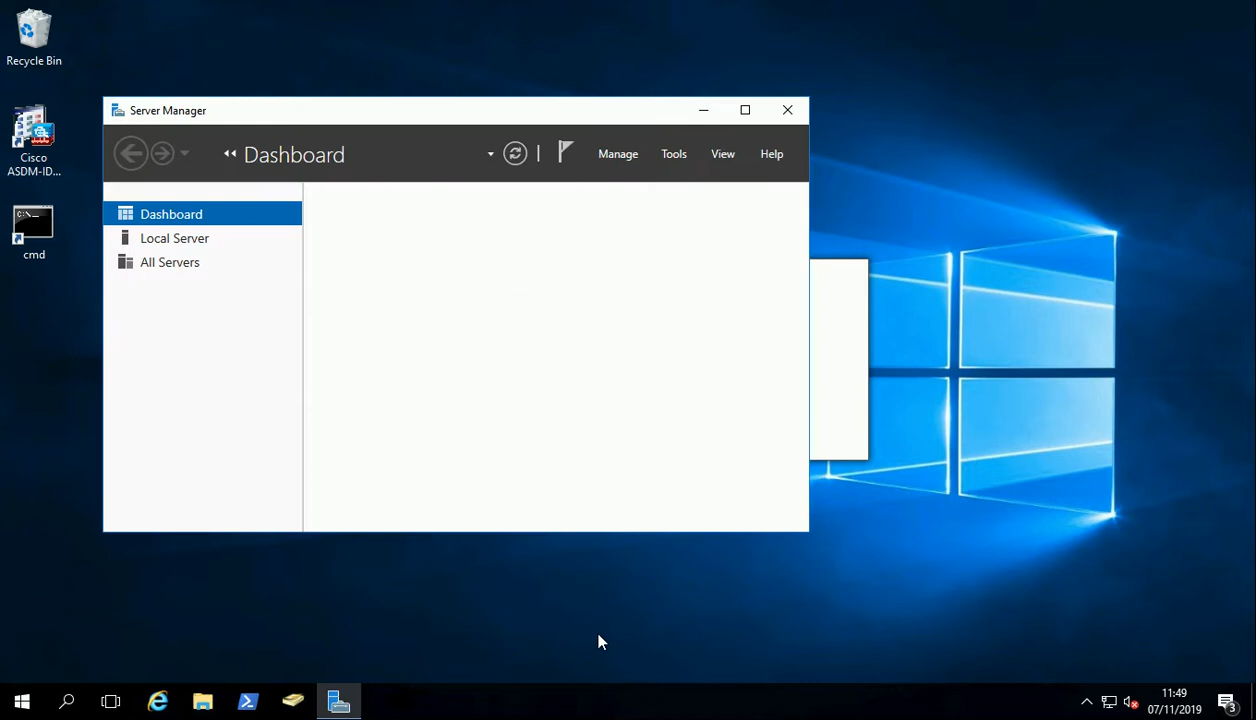 Recycle Bin
Cisco
ASDM-ID...
C:\_
cmd
Server Manager
Dashboard
Manage
Tools
View
Help
Dashboard
Local Server
All Servers
11:49
07/11/2019
3